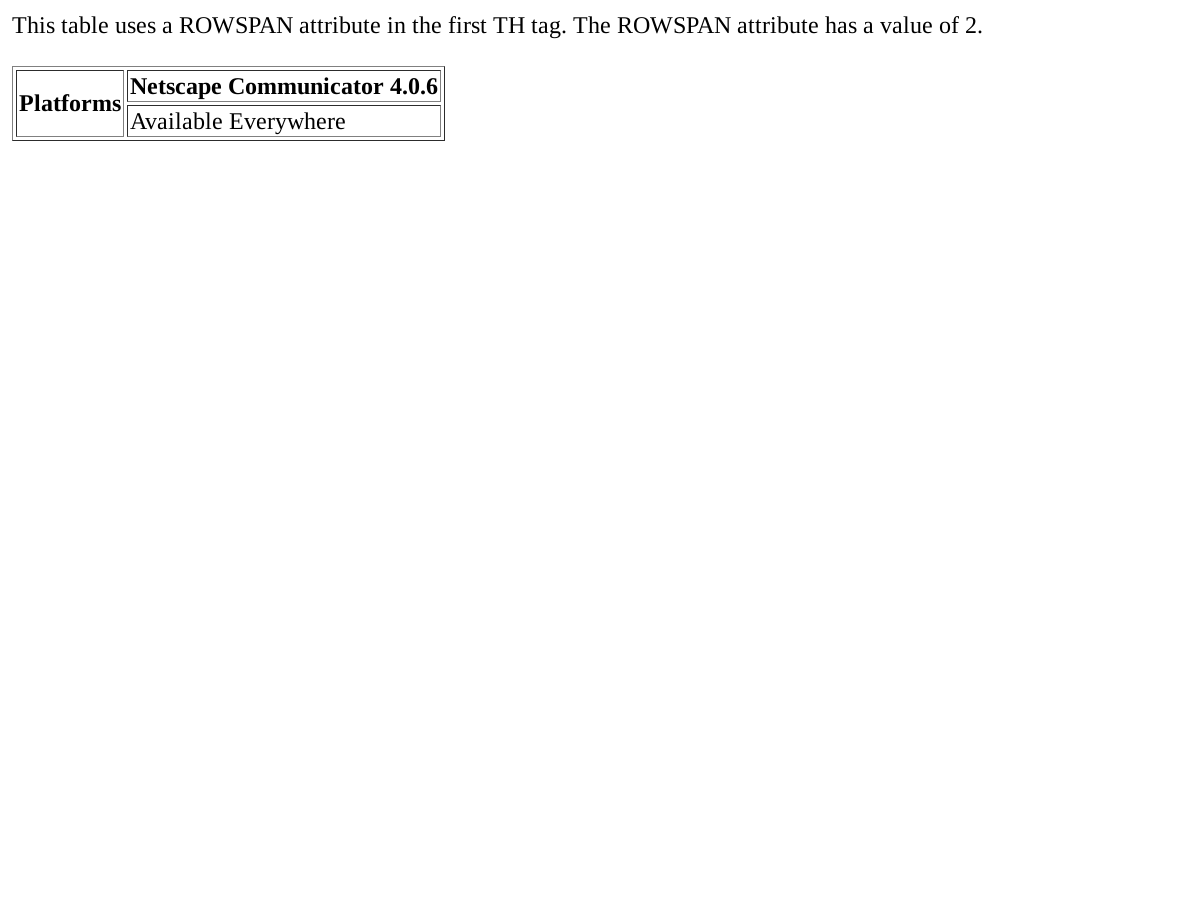 This table uses a ROWSPAN attribute in the first TH tag. The ROWSPAN attribute has a value of 2.
Platforms
Netscape Communicator 4.0.6
Available Everywhere